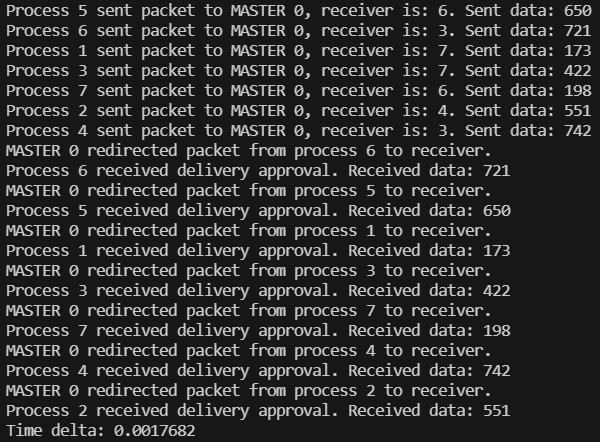 Process 5 sent packet to MASTER 0, receiver is: 6. Sent data: 650
Process 6 sent packet to MASTER 0, receiver is: 3. Sent data: 721
Process 1 sent packet to MASTER 0, receiver is: 7. Sent data: 173
Process 3 sent packet to MASTER 0, receiver is: 7. Sent data: 422
Process 7 sent packet to MASTER 0, receiver is: 6. Sent data: 198
Process 2 sent packet to MASTER 0, receiver is: 4. Sent data: 551
Process 4 sent packet to MASTER 0, receiver is: 3. Sent data: 742
MASTER 0 redirected packet from process 6 to receiver.
Process 6 received delivery approval. Received data: 721
MASTER 0 redirected packet from process 5 to receiver.
Process 5 received delivery approval. Received data: 650
MASTER 0 redirected packet from process 1 to receiver.
Process 1 received delivery approval. Received data: 173
MASTER 0 redirected packet from process 3 to receiver.
Process 3 received delivery approval. Received data: 422
MASTER 0 redirected packet from process 7 to receiver.
Process 7 received delivery approval. Received data: 198
MASTER 0 redirected packet from process 4 to receiver.
Process 4 received delivery approval. Received data: 742
MASTER 0 redirected packet from process 2 to receiver.
Process 2 received delivery approval. Received data: 551
Time delta: 0.0017682